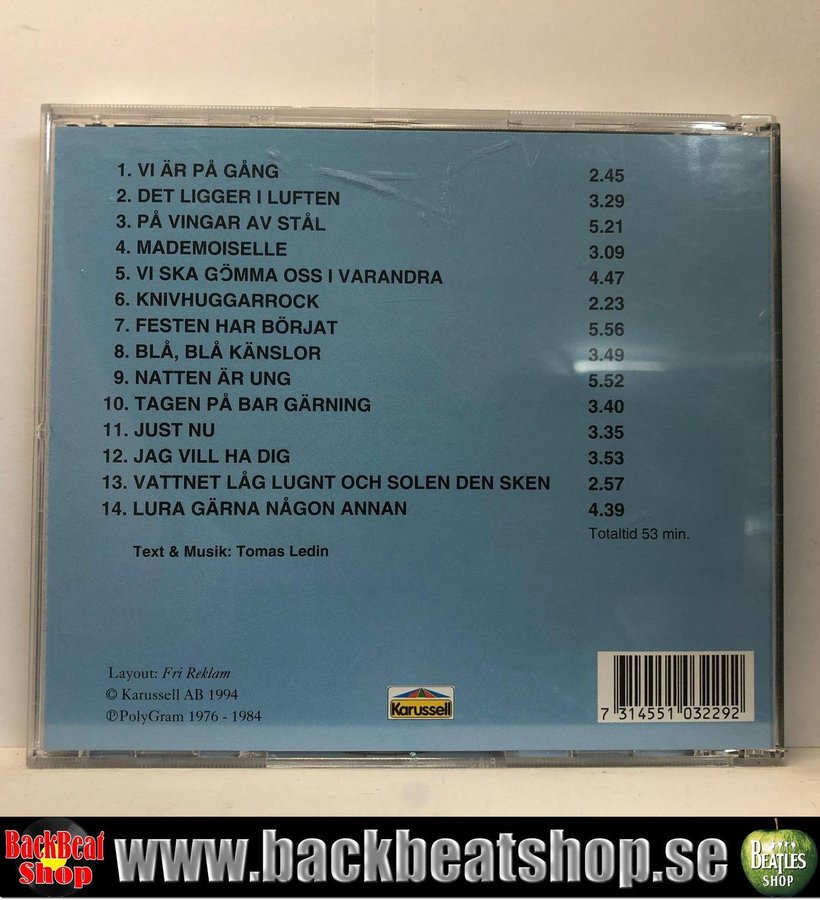 1. VI ÄR PÅ GÅNG 2.45
2. DET LIGGER I LUFTEN 3.29
3. PÅ VINGAR AV STÅL 5.21
4. MADEMOISELLE 3.09
5. VI SKA GÖMMA OSS I VARANDRA 4.47
6. KNIVHUGGARROCK 2.23
7. FESTEN HAR BÖRJAT 5.56
8. BLÅ, BLÅ KÄNSLOR 3.49
9. NATTEN ÄR UNG 5.52
10. TAGEN PÅ BAR GÄRNING 3.40
11. JUST NU 3.35
12. JAG VILL HA DIG 3.53
13. VATTNET LÅG LUGNT OCH SOLEN DEN SKEN 2.57
14. LURA GÄRNA NÅGON ANNAN 4.39
Totaltid 53 min.
Text & Musik: Tomas Ledin
Layout: Fri Reklam
© Karussell AB 1994
℗PolyGram 1976 - 1984
Karussell
7 314551 032292
BackBeat
Shop
www.backbeatshop.se
BEATLES
SHOP